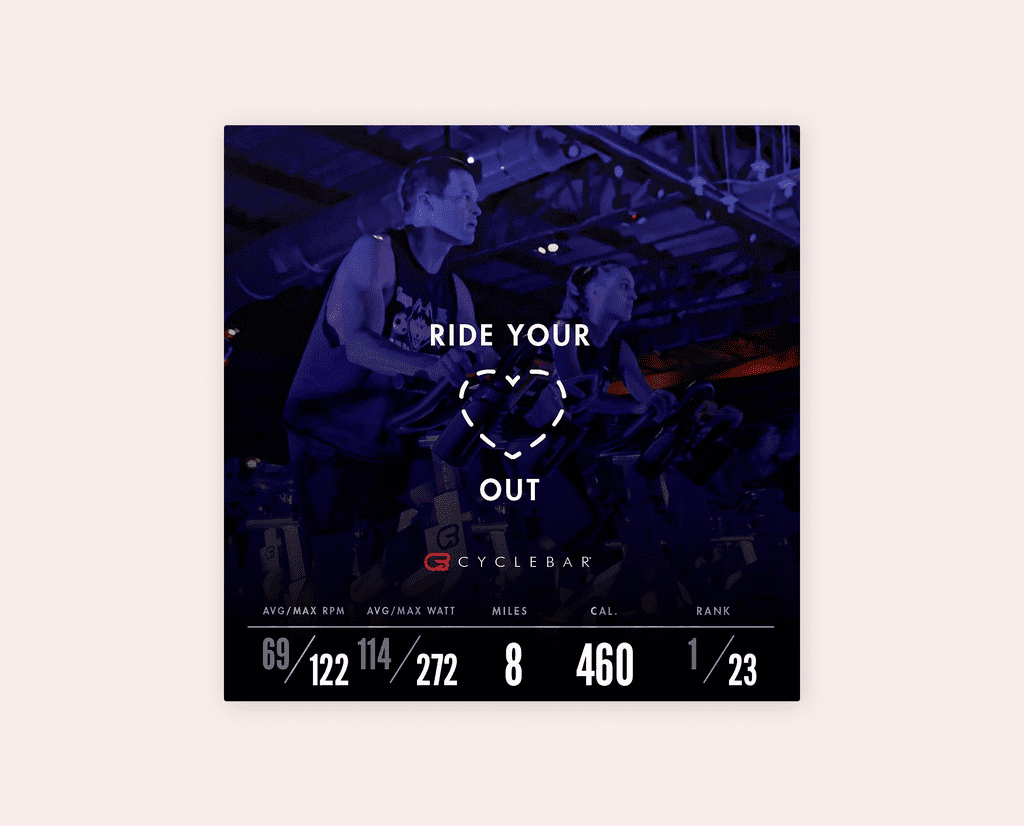 RIDE YOUR
OUT
CYCLEBAR
AVG/MAX RPM AVG/MAX WATT MILES CAL. RANK
69/122 114/272 8 460 1/23